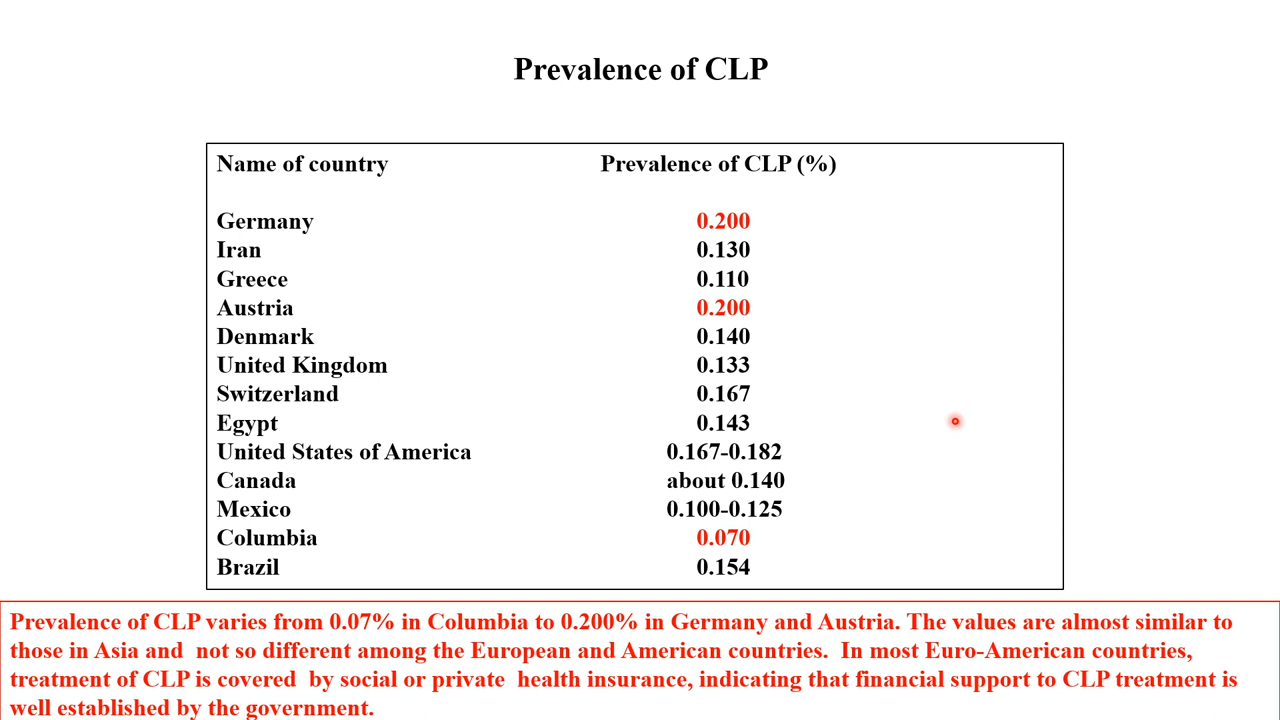 Prevalence of CLP
Name of country Prevalence of CLP (%)
Germany 0.200
Iran 0.130
Greece 0.110
Austria 0.200
Denmark 0.140
United Kingdom 0.133
Switzerland 0.167
Egypt 0.143
United States of America 0.167-0.182
Canada about 0.140
Mexico 0.100-0.125
Columbia 0.070
Brazil 0.154
Prevalence of CLP varies from 0.07% in Columbia to 0.200% in Germany and Austria. The values are almost similar to
those in Asia and not so different among the European and American countries. In most Euro-American countries,
treatment of CLP is covered by social or private health insurance, indicating that financial support to CLP treatment is
well established by the government.